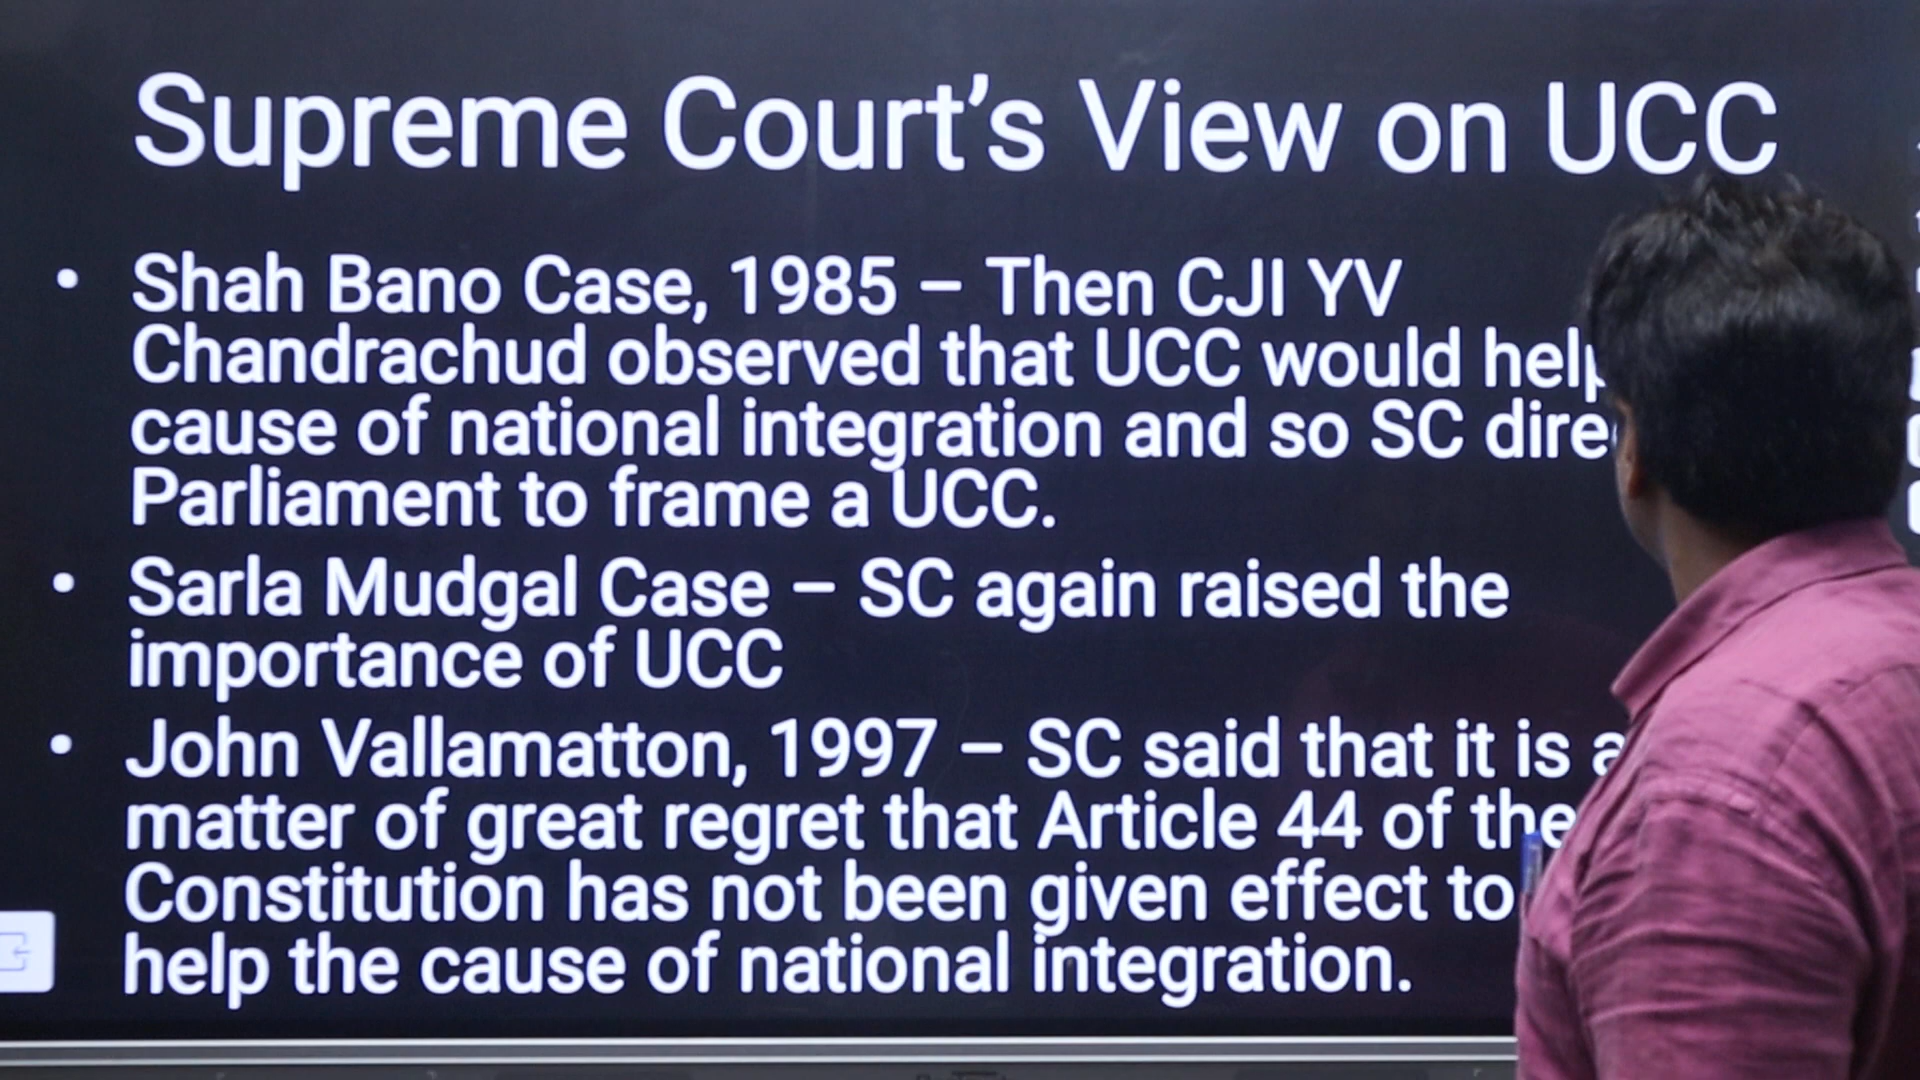 Supreme Court's View on UCC
• Shah Bano Case, 1985 – Then CJI YV
Chandrachud observed that UCC would help
cause of national integration and so SC
Parliament to frame a UCC.
• Sarla Mudgal Case – SC again raised the
importance of UCC
• John Vallamatton, 1997 – SC said that it is a
matter of great regret that Article 44 of the
Constitution has not been given effect to
help the cause of national integration.